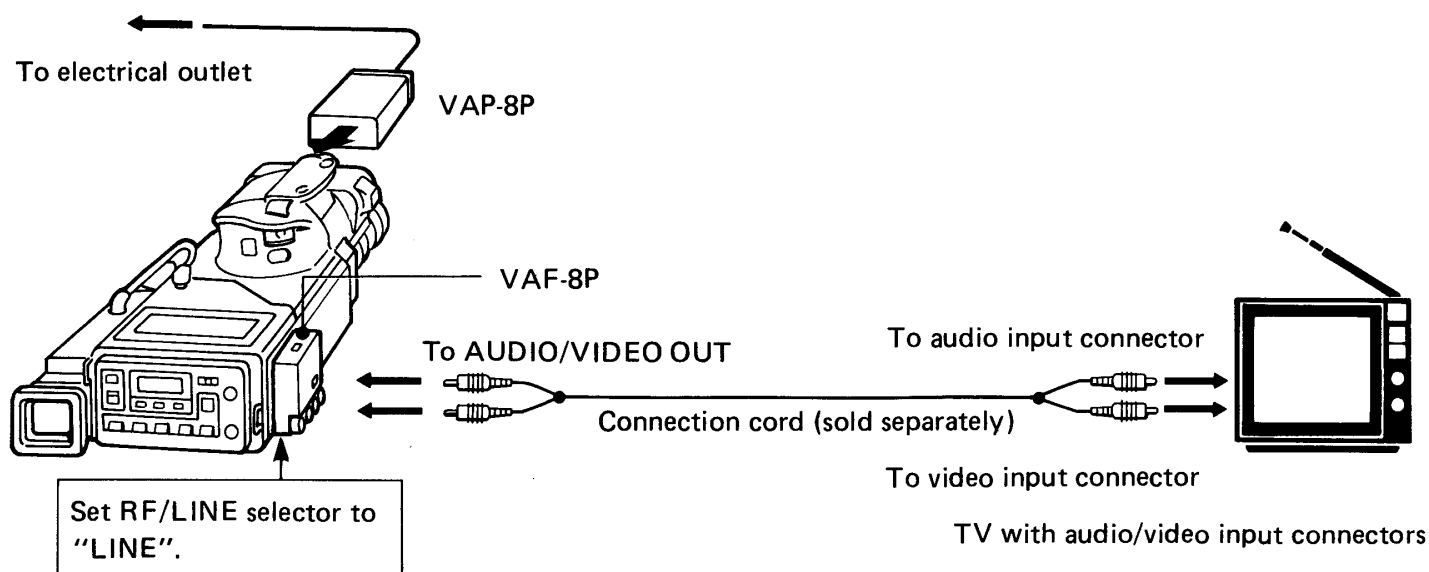 To electrical outlet
VAP-8P
VAF-8P
To AUDIO/VIDEO OUT
To audio input connector
Connection cord (sold separately)
To video input connector
Set RF/LINE selector to
"LINE".
TV with audio/video input connectors